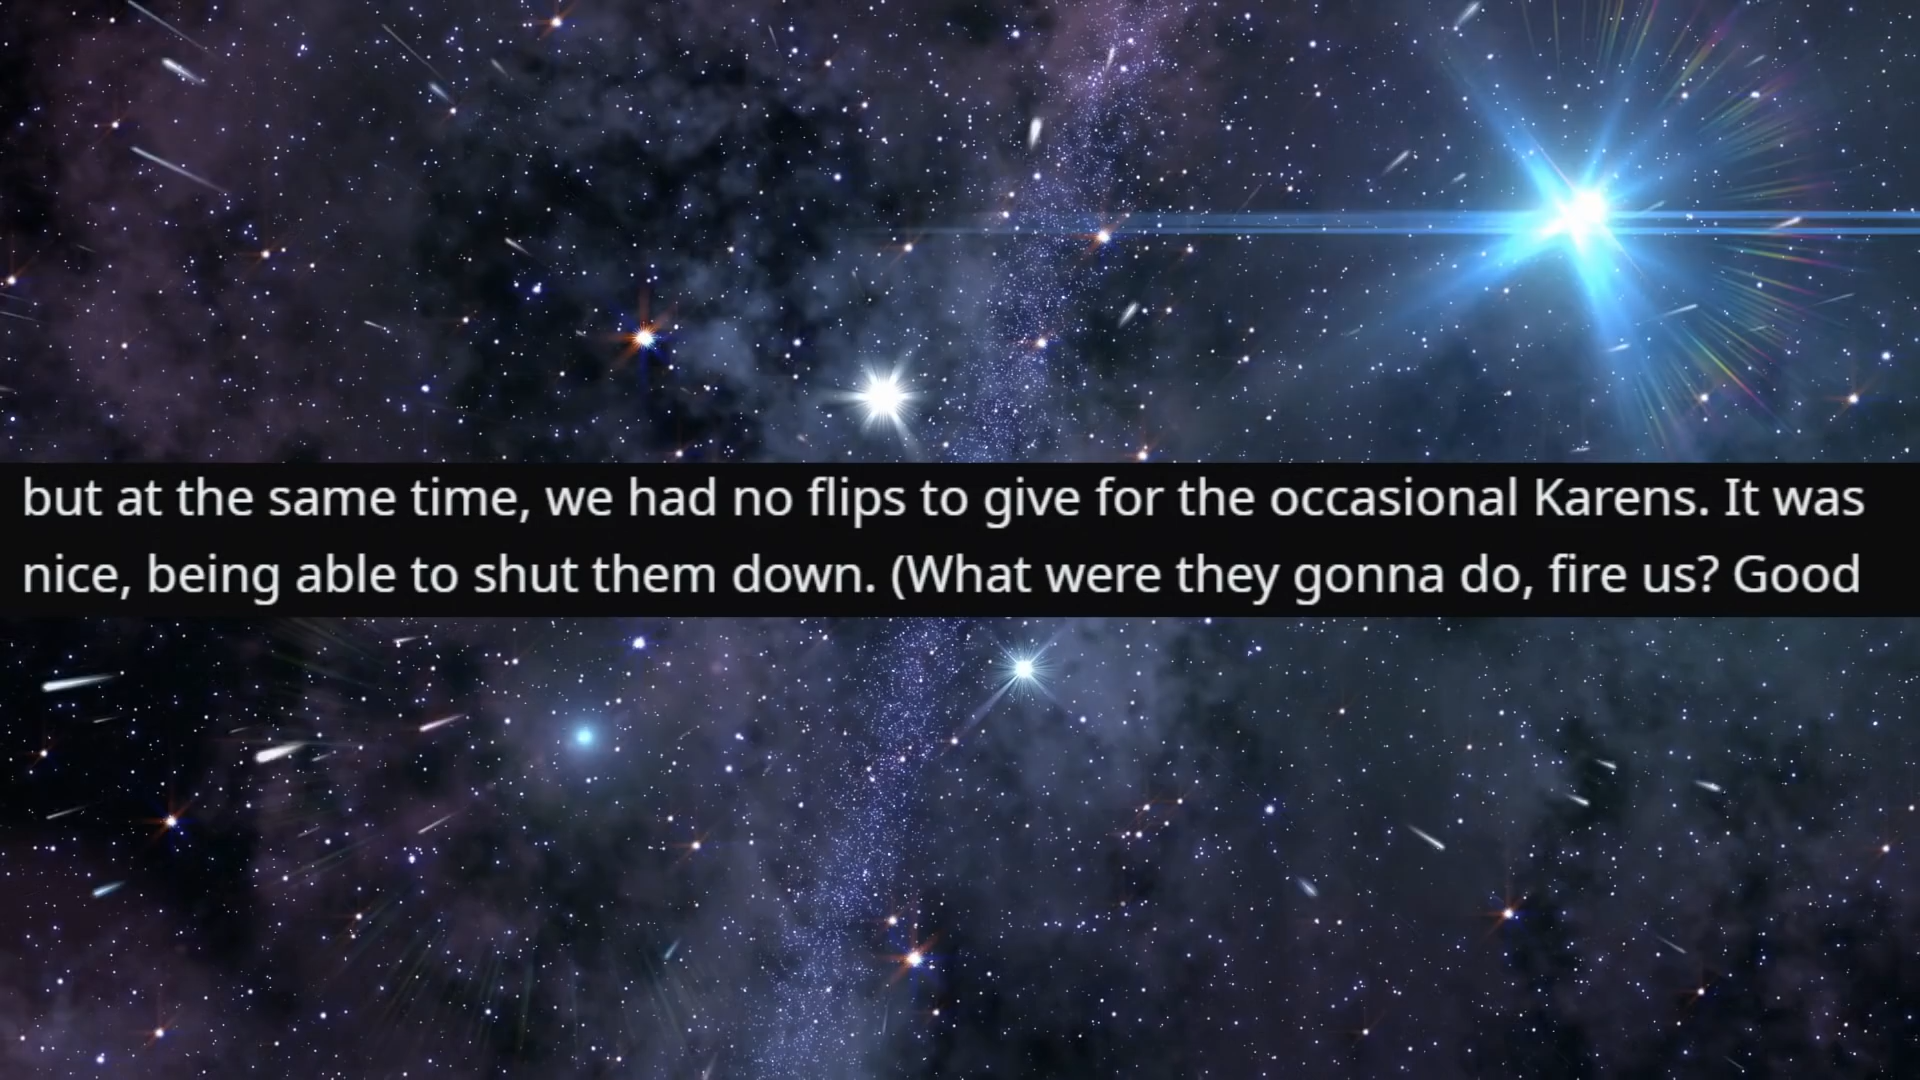 but at the same time, we had no flips to give for the occasional Karens. It was
nice, being able to shut them down. (What were they gonna do, fire us? Good